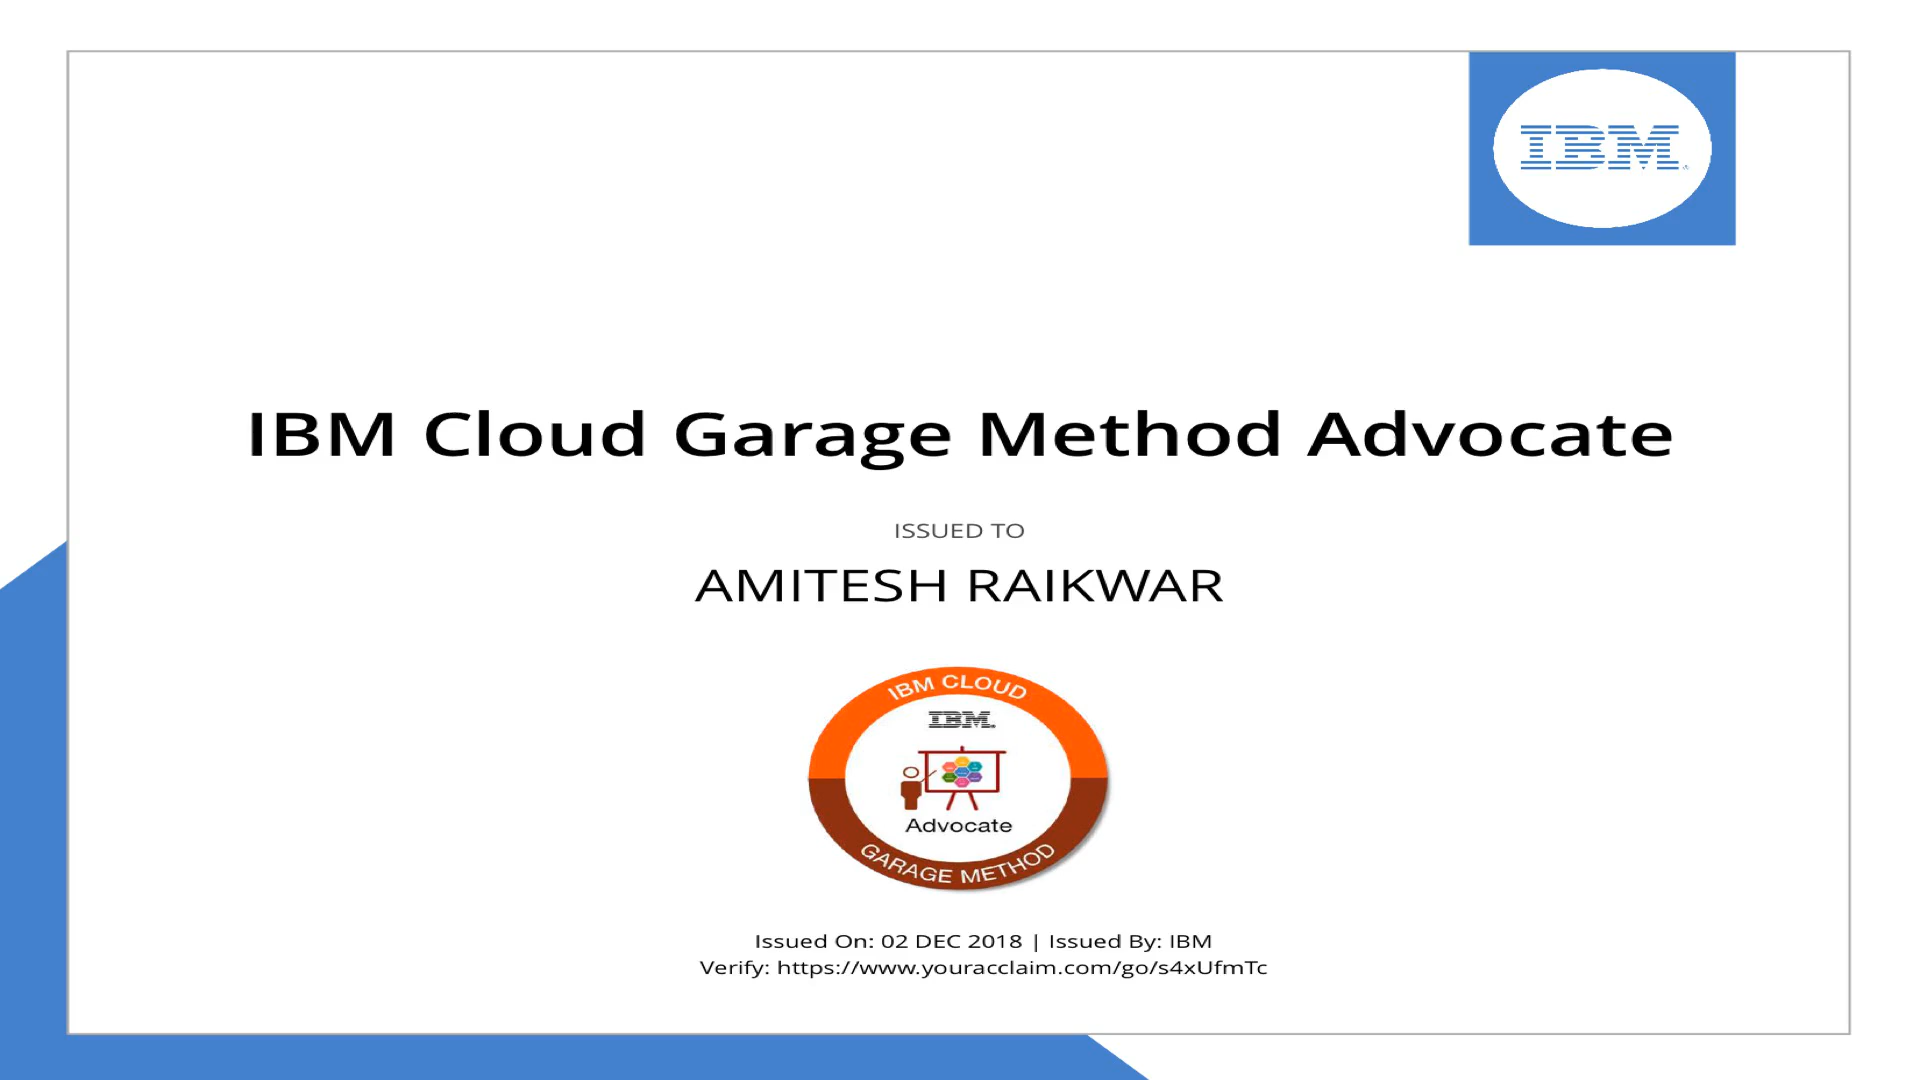 IBM
IBM Cloud Garage Method Advocate
ISSUED TO
AMITESH RAIKWAR
IBM CLOUD
IBM
Advocate
GARAGE METHOD
Issued On: 02 DEC 2018 | Issued By: IBM
Verify: https://www.youracclaim.com/go/s4xUfmTc